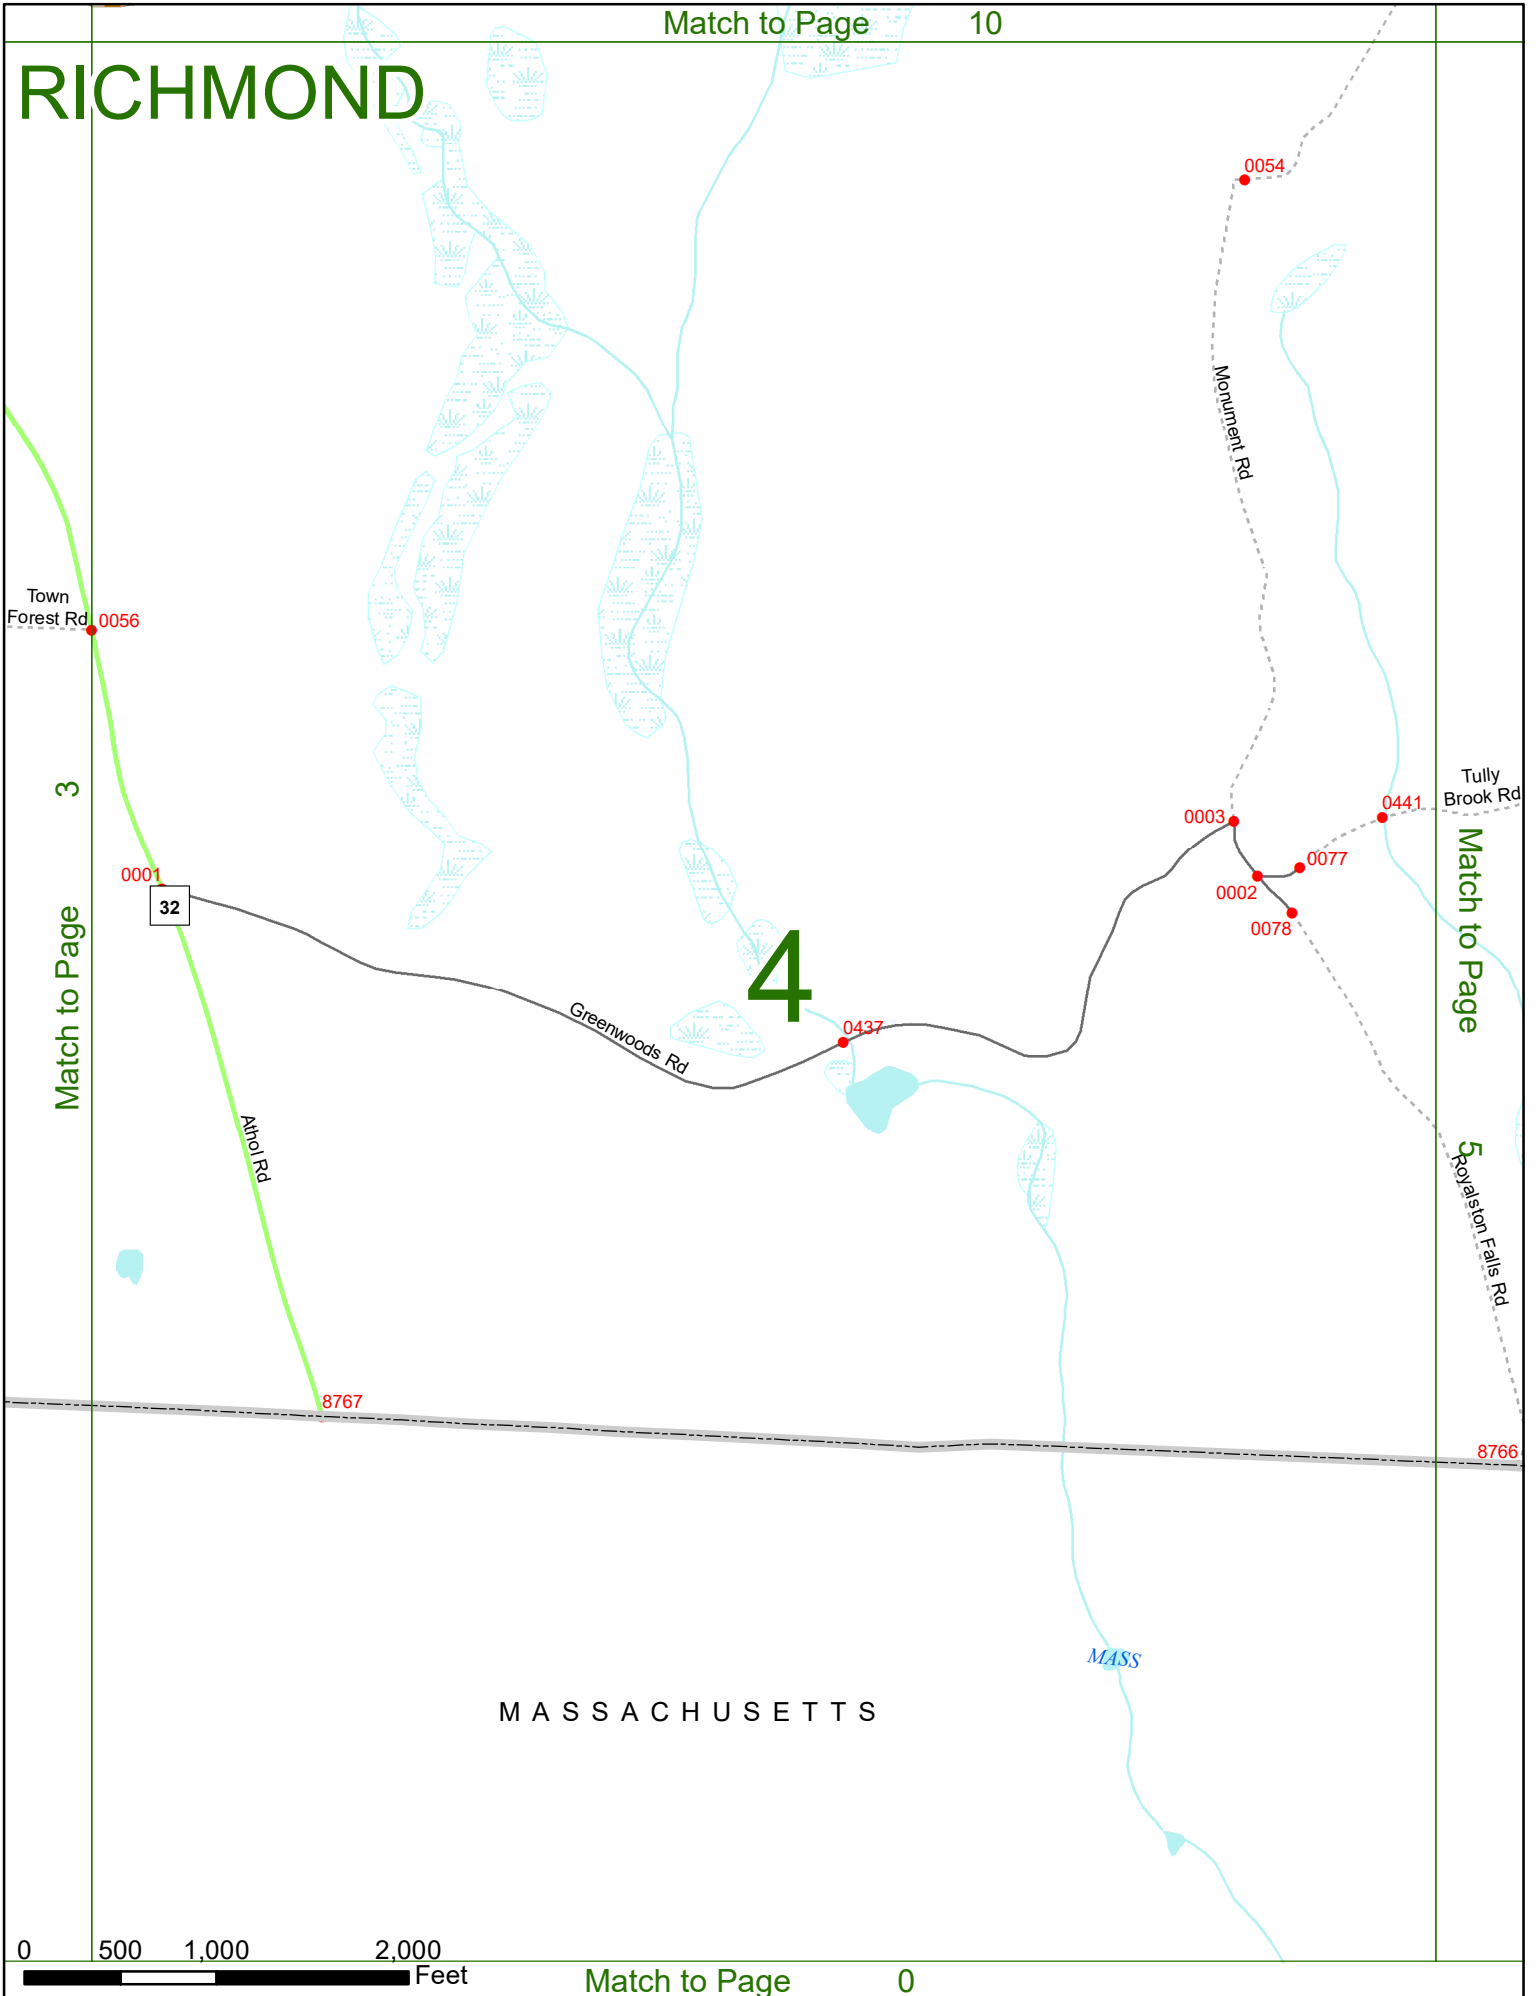 Match to Page 10
RICHMOND
0054
Monument Rd
Town
Forest Rd
0056
Tully
Brook Rd
0441
0003
0077
0002
0078
0001
32
Match to Page 3
Match to Page 5
4
0437
Greenwoods Rd
Athol Rd
Royalston Falls Rd
8767
8766
MASS
MASSACHUSETTS
0 500 1,000 2,000
Feet
Match to Page 0